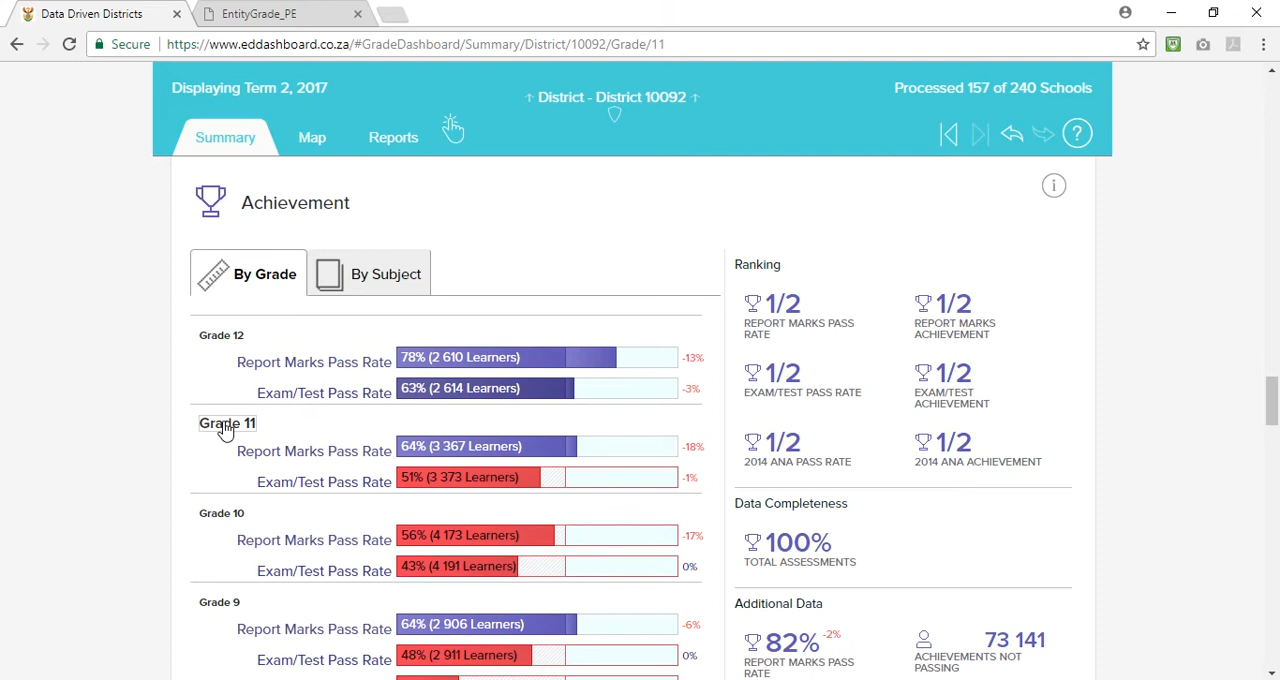 Data Driven Districts
EntityGrade_PE
Secure
https://www.eddashboard.co.za/#GradeDashboard/Summary/District/10092/Grade/11
Displaying Term 2, 2017
↑ District - District 10092 ↑
Processed 157 of 240 Schools
Summary
Map
Reports
?
Achievement
i
By Grade
By Subject
Grade 12
Report Marks Pass Rate 78% (2 610 Learners) -13%
Exam/Test Pass Rate 63% (2 614 Learners) -3%
Grade 11
Report Marks Pass Rate 64% (3 367 Learners) -18%
Exam/Test Pass Rate 51% (3 373 Learners) -1%
Grade 10
Report Marks Pass Rate 56% (4 173 Learners) -17%
Exam/Test Pass Rate 43% (4 191 Learners) 0%
Grade 9
Report Marks Pass Rate 64% (2 906 Learners) -6%
Exam/Test Pass Rate 48% (2 911 Learners) 0%
Ranking
1/2
REPORT MARKS PASS
RATE
1/2
REPORT MARKS
ACHIEVEMENT
1/2
EXAM/TEST PASS RATE
1/2
EXAM/TEST
ACHIEVEMENT
1/2
2014 ANA PASS RATE
1/2
2014 ANA ACHIEVEMENT
Data Completeness
100%
TOTAL ASSESSMENTS
Additional Data
82% -2%
REPORT MARKS PASS
RATE
73 141
ACHIEVEMENTS NOT
PASSING